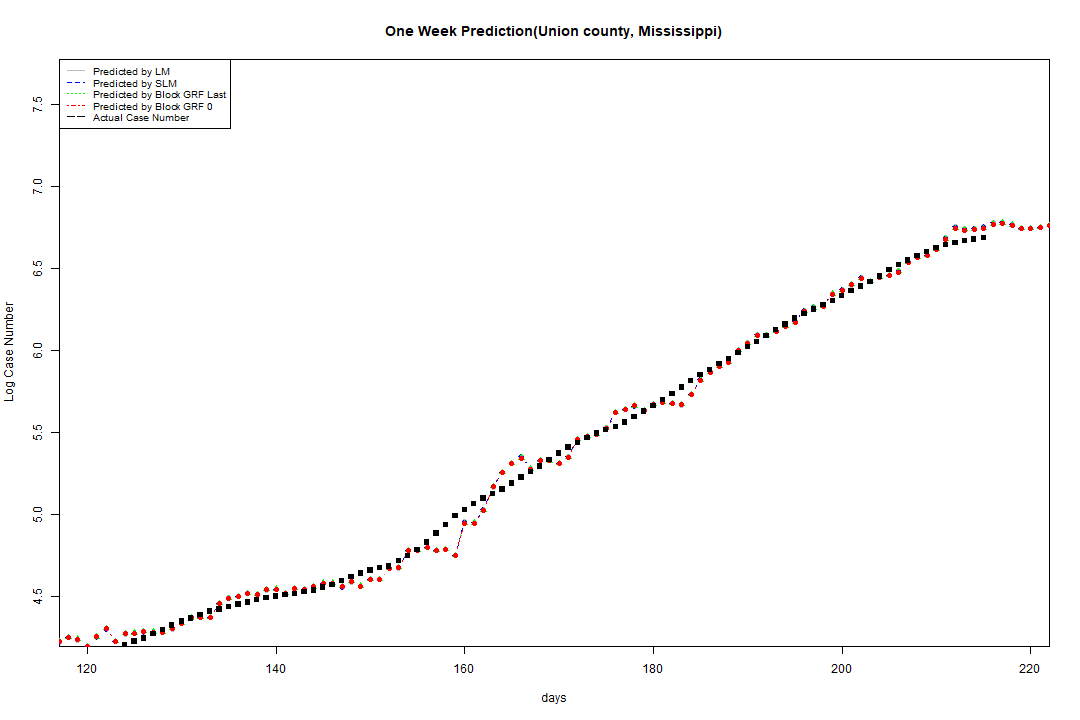 One Week Prediction(Union county, Mississippi)
Predicted by LM
Predicted by SLM
Predicted by Block GRF Last
Predicted by Block GRF 0
Actual Case Number
7.5
7.0
6.5
6.0
5.5
5.0
4.5
Log Case Number
120 140 160 180 200 220
days